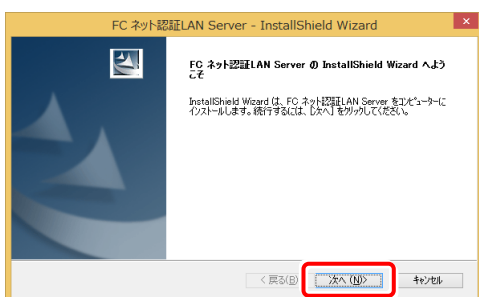 FC ネット認証LAN Server - InstallShield Wizard
×
FC ネット認証LAN Server の InstallShield Wizard へよう
こそ
InstallShield Wizard は、FC ネット認証LAN Server をコンピューターに
インストールします。続行するには、[次へ] をクリックしてください。
< 戻る(B) 次へ (N)> キャンセル